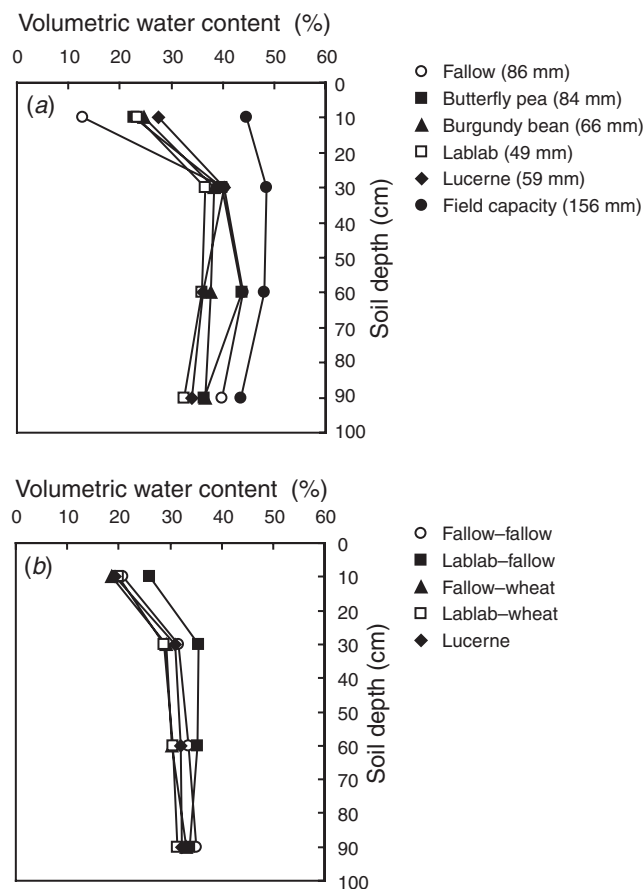 Volumetric water content (%)
0 10 20 30 40 50 60
(a)
0
10
20
30
40
50
60
70
80
90
100
Soil depth (cm)
Fallow (86 mm)
Butterfly pea (84 mm)
Burgundy bean (66 mm)
Lablab (49 mm)
Lucerne (59 mm)
Field capacity (156 mm)
Volumetric water content (%)
0 10 20 30 40 50 60
(b)
0
10
20
30
40
50
60
70
80
90
100
Soil depth (cm)
Fallow–fallow
Lablab–fallow
Fallow–wheat
Lablab–wheat
Lucerne